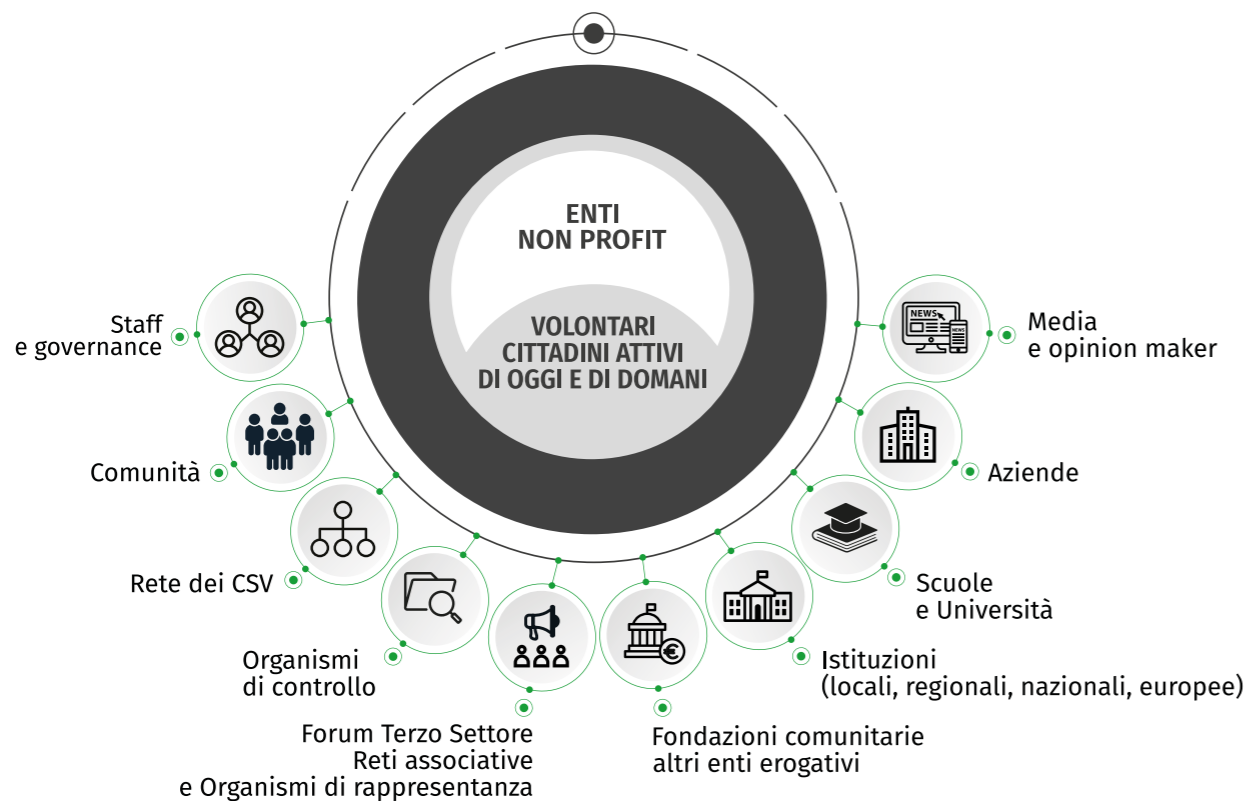 ENTI
NON PROFIT
VOLONTARI
CITTADINI ATTIVI
DI OGGI E DI DOMANI
Staff
e governance
Comunità
Rete dei CSV
Organismi
di controllo
Forum Terzo Settore
Reti associative
e Organismi di rappresentanza
Fondazioni comunitarie
altri enti erogativi
Istituzioni
(locali, regionali, nazionali, europee)
Scuole
e Università
Aziende
Media
e opinion maker
NEWS
NEWS
€